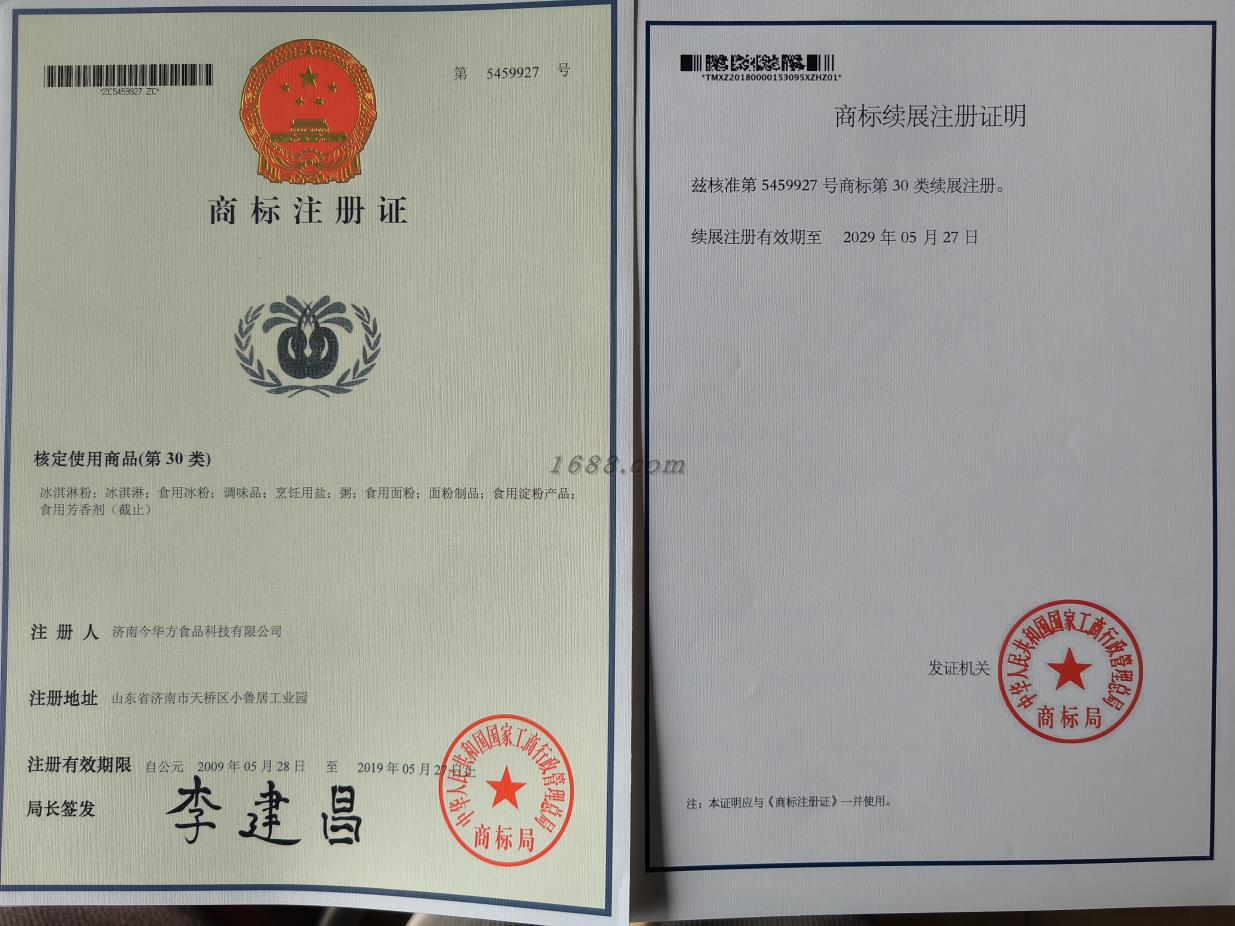 *ZC5459927 ZC*
第 5459927 号
商标注册证
核定使用商品(第 30 类)
冰淇淋粉；冰淇淋；食用冰粉；调味品；烹饪用盐；粥；食用面粉；面粉制品；食用淀粉产品；
食用芳香剂（截止）
注 册 人 济南今华方食品科技有限公司
注册地址 山东省济南市天桥区小鲁居工业园
注册有效期限 自公元 2009 年 05 月 28 日 至 2019 年 05 月 27 日止
局长签发 李建昌
中华人民共和国国家工商行政管理总局
商标局
1688.com
*TMXZ20180000153095XZHZ01*
商标续展注册证明
兹核准第 5459927 号商标第 30 类续展注册。
续展注册有效期至 2029 年 05 月 27 日
发证机关
中华人民共和国国家工商行政管理总局
商标局
注：本证明应与《商标注册证》一并使用。